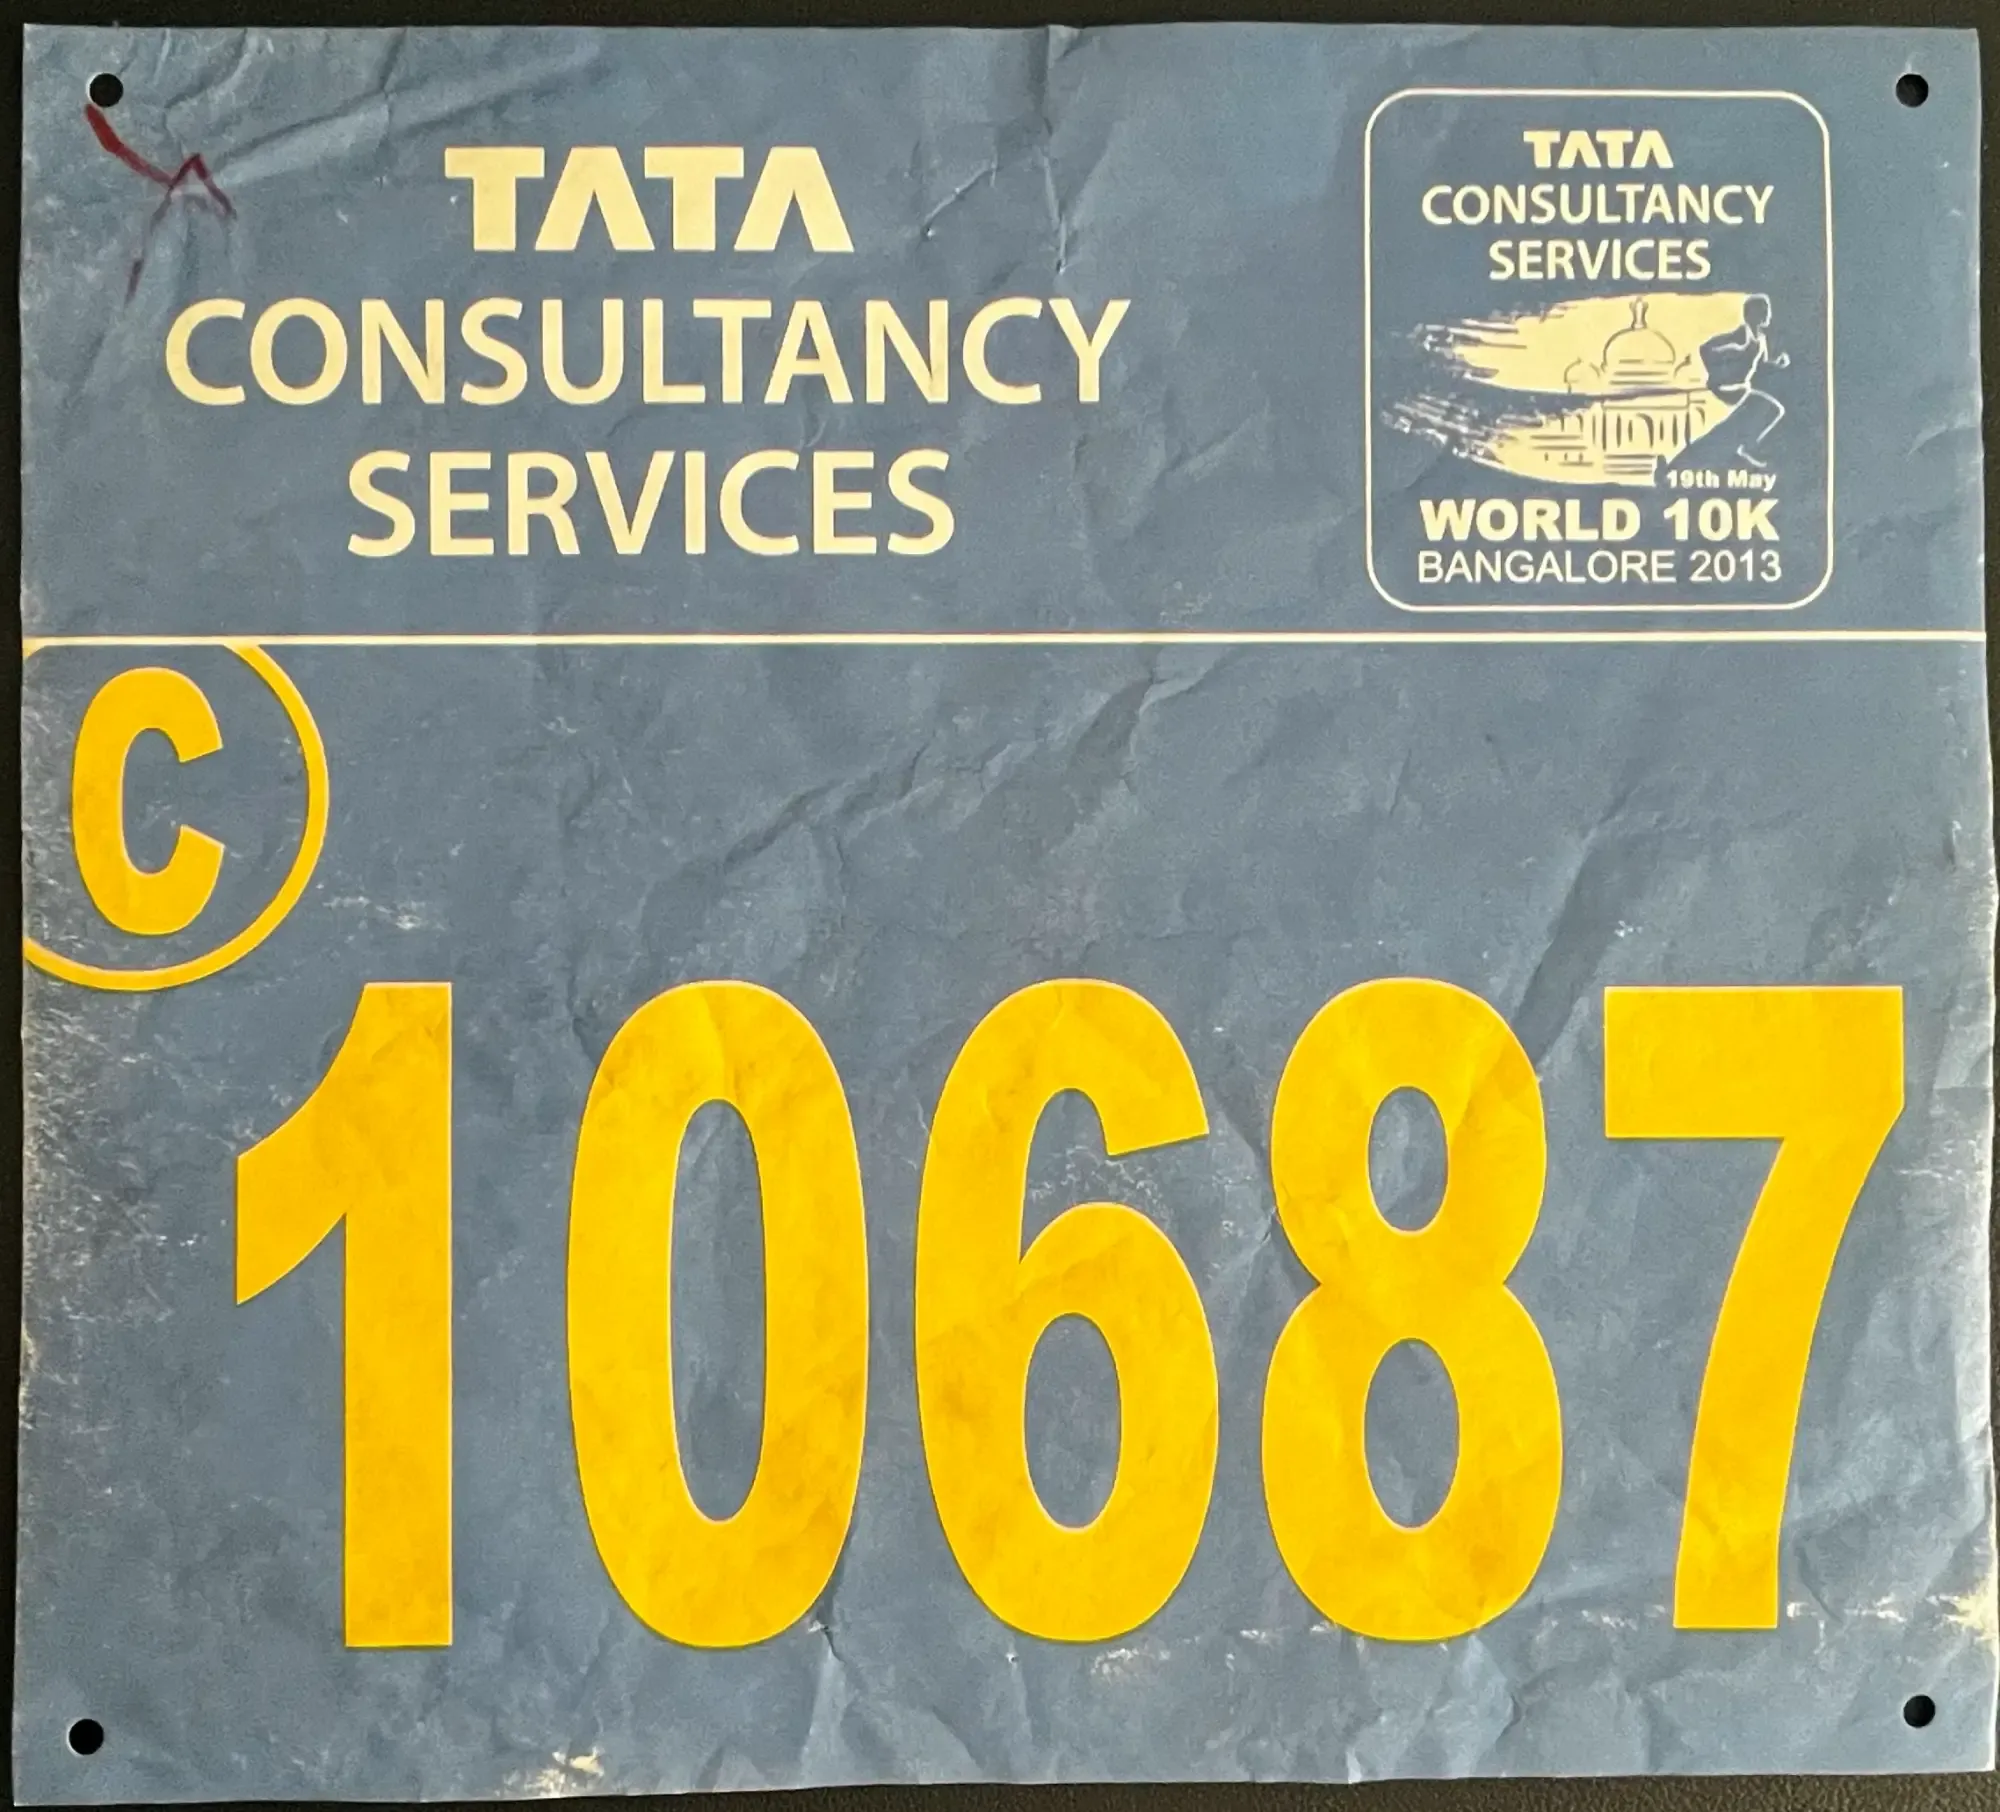 TATA
CONSULTANCY
SERVICES
TATA
CONSULTANCY
SERVICES
19th May
WORLD 10K
BANGALORE 2013
C
10687